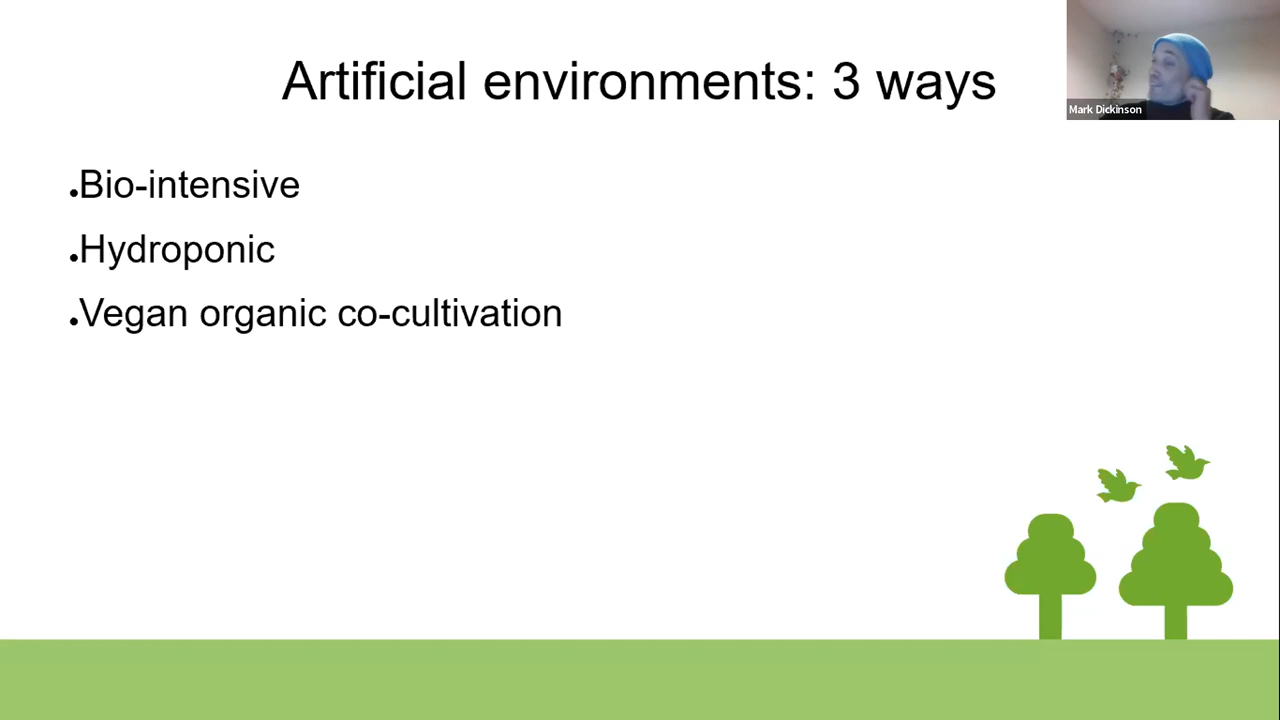 Artificial environments: 3 ways
Mark Dickinson
•Bio-intensive
•Hydroponic
•Vegan organic co-cultivation